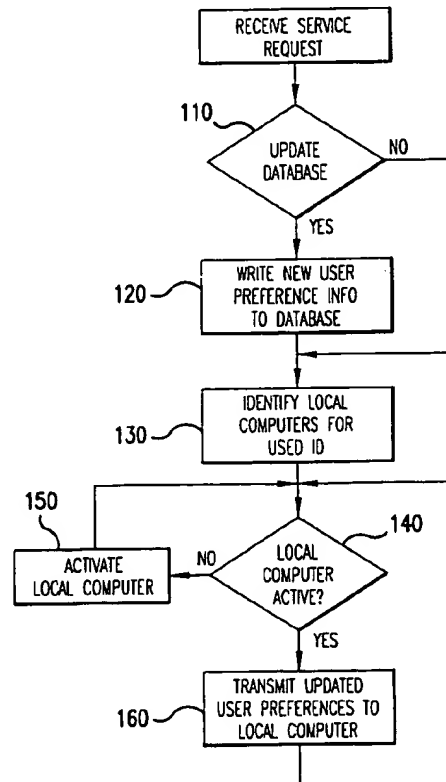 RECEIVE SERVICE
REQUEST
110
UPDATE
DATABASE
NO
YES
120
WRITE NEW USER
PREFERENCE INFO
TO DATABASE
130
IDENTIFY LOCAL
COMPUTERS FOR
USED ID
150
ACTIVATE
LOCAL COMPUTER
NO
140
LOCAL
COMPUTER
ACTIVE?
YES
160
TRANSMIT UPDATED
USER PREFERENCES TO
LOCAL COMPUTER